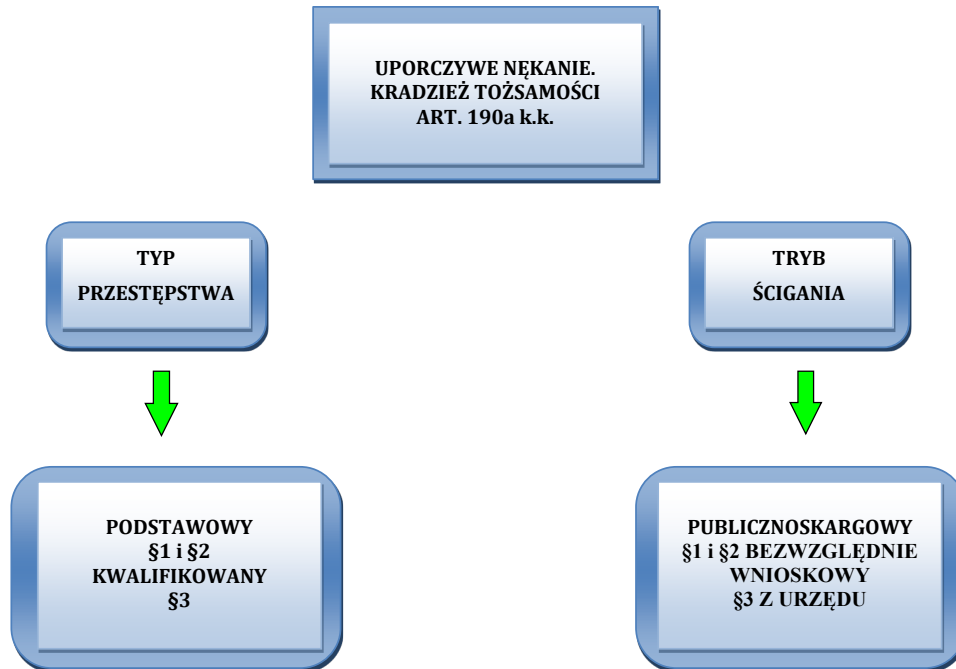 UPORCZYWE NĘKANIE.
KRADZIEŻ TOŻSAMOŚCI
ART. 190a k.k.
TYP
PRZESTĘPSTWA
TRYB
ŚCIGANIA
PODSTAWOWY
§1 i §2
KWALIFIKOWANY
§3
PUBLICZNOSKARGOWY
§1 i §2 BEZWZGLĘDNIE
WNIOSKOWY
§3 Z URZĘDU